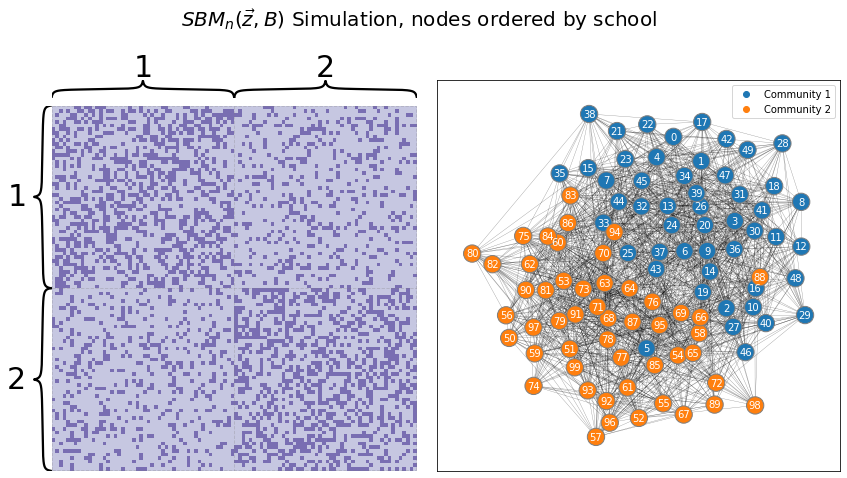 SBMₙ(z⃗, B) Simulation, nodes ordered by school
1 2
1
2
Community 1
Community 2
38
21 22 17
0
42 28
49
23 4 1
35 15
7 45 34 47
18
83 39 31
44 32 13 26 41 8
86 33 24 20 3
75 84 94 30 11
60 12
80 70 25 37 6 9 36
82 62 43
14
53 63 88 48
90 81 73 64 19 16
76
56 71 2 10 29
79 91 68 87 69 66
97 95 27 40
50 78 58
59 51 77 5 54 65 46
99 85
74 93 61 72
92 55 89 98
96 52 67
57